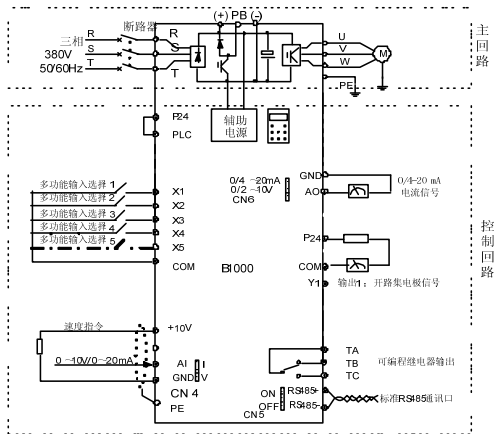 (+) PB (-)
断路器
三相
380V
50/60Hz
R
S
T
R
S
T
U
V
W
M
PE
主回路
P24
PLC
辅助电源
0/4 ~20mA
0/2 ~10V
CN6
GND
AO
0/4-20 mA
电流信号
多功能输入选择 1
多功能输入选择 2
多功能输入选择 3
多功能输入选择 4
多功能输入选择 5
X1
X2
X3
X4
X5
COM
B1000
P24
COM
Y1
输出1：开路集电极信号
控制回路
速度指令
+10V
0 ~10V/0~20mA
AI
I
GND
V
CN 4
PE
TA
TB
TC
可编程继电器输出
ON
OFF
CN5
RS485+
RS485-
标准RS485通讯口